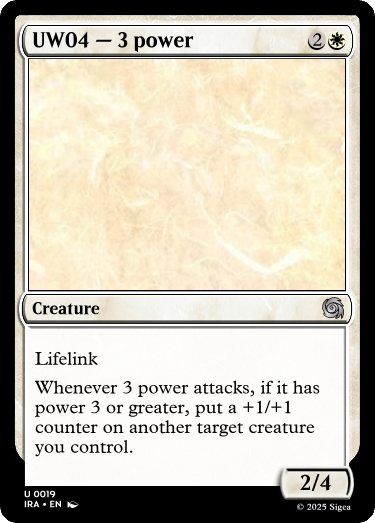 UW04 — 3 power 2
Creature
Lifelink
Whenever 3 power attacks, if it has
power 3 or greater, put a +1/+1
counter on another target creature
you control.
2/4
U 0019
IRA • EN
© 2025 Sigea